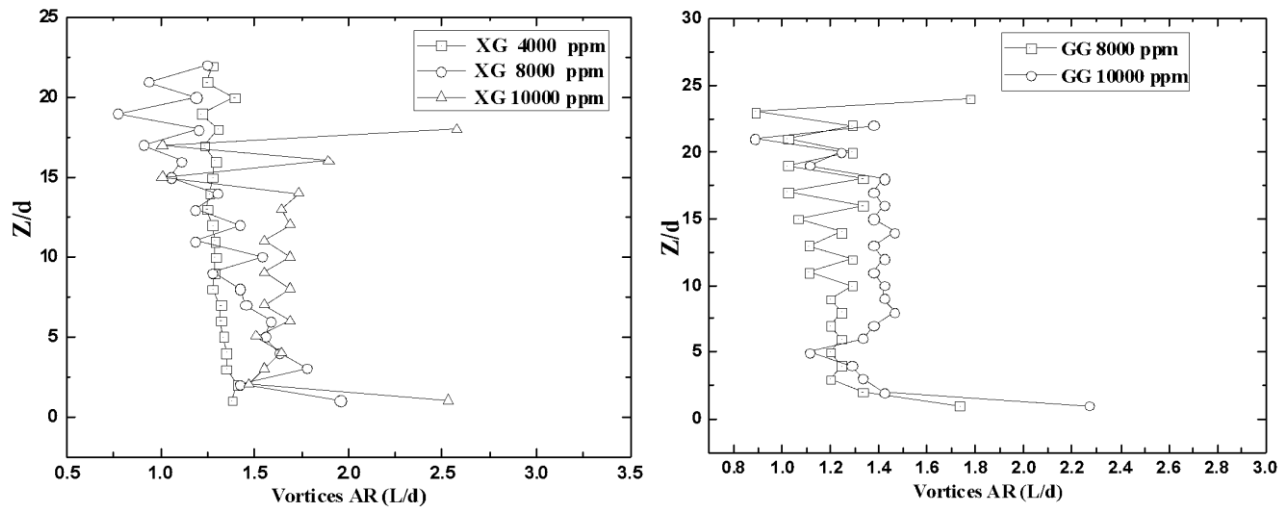 XG 4000 ppm
XG 8000 ppm
XG 10000 ppm
20
15
10
5
0
Z/d
0.5 1.0 1.5 2.0 2.5 3.0 3.5
Vortices AR (L/d)
GG 8000 ppm
GG 10000 ppm
30
25
20
15
10
5
0
Z/d
0.8 1.0 1.2 1.4 1.6 1.8 2.0 2.2 2.4 2.6 2.8 3.0
Vortices AR (L/d)